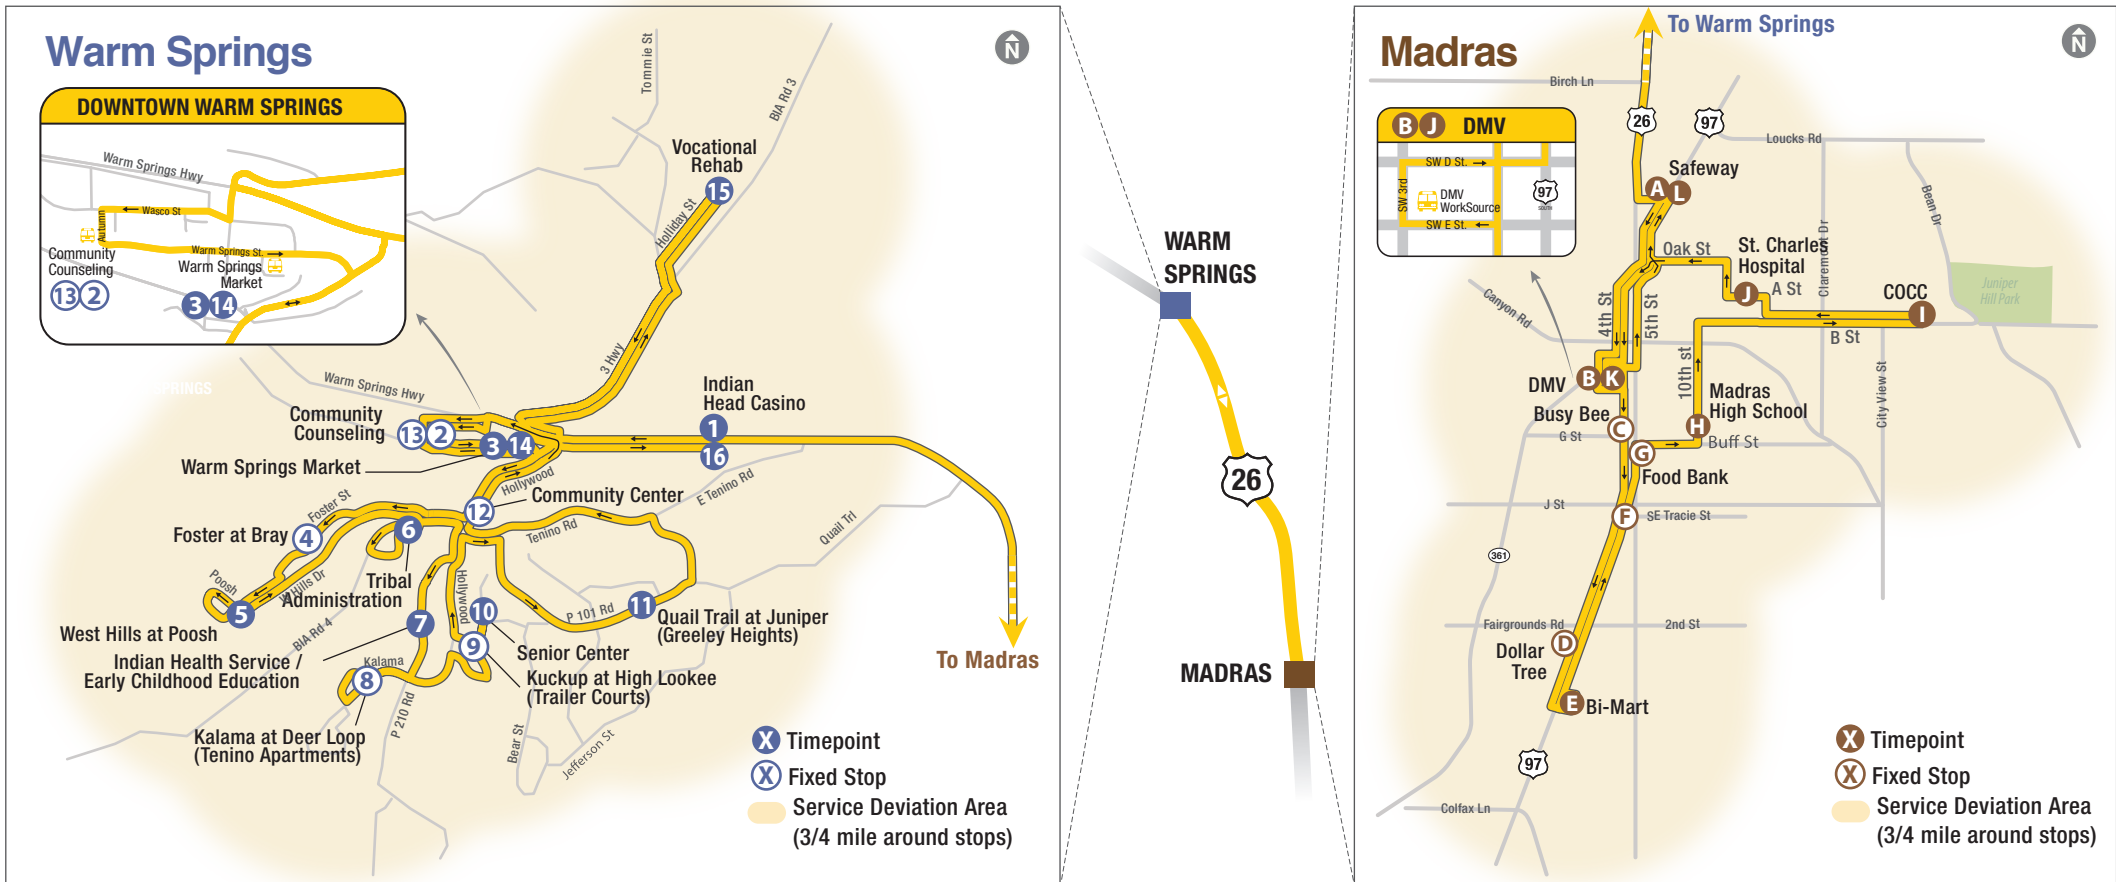 Warm Springs
N
DOWNTOWN WARM SPRINGS
Warm Springs Hwy
Wasco St
Autumn
Warm Springs St.
Community
Counseling
13 2
Warm Springs
Market
3 14
Tommie St
BIA Rd 3
Vocational
Rehab
15
Holliday St
3 Hwy
PRINGS
Warm Springs Hwy
Indian
Head Casino
1
16
Community
Counseling
13 2
3 14
Warm Springs Market
Hollywood
E Tenino Rd
Community Center
12
Foster St
Foster at Bray
4
6
Tenino Rd
Quail Trl
Tribal
Administration
Poosh
W Hills Dr
5
West Hills at Poosh
BIA Rd 4
Hollywood
7
10
P 101 Rd
11
Quail Trail at Juniper
(Greeley Heights)
Indian Health Service /
Early Childhood Education
9
Senior Center
Kuckup at High Lookee
(Trailer Courts)
Kalama
8
P 210 Rd
Kalama at Deer Loop
(Tenino Apartments)
Bear St
Jefferson St
To Madras
X Timepoint
X Fixed Stop
Service Deviation Area
(3/4 mile around stops)
WARM
SPRINGS
26
MADRAS
Madras
To Warm Springs
N
Birch Ln
B J DMV
SW D St.
SW 3rd
DMV
WorkSource
97
SOUTH
SW E St.
26
97
Loucks Rd
Safeway
A L
Bean Dr
Claremont Dr
Oak St
St. Charles
Hospital
J
A St
COCC
I
Juniper
Hill Park
Canyon Rd
4th St
5th St
B St
DMV
B K
10th st
City View St
Busy Bee
C
Madras
High School
H
G St
Buff St
G
Food Bank
J St
F
SE Tracie St
361
Fairgrounds Rd
2nd St
D
Dollar
Tree
E Bi-Mart
97
Colfax Ln
X Timepoint
X Fixed Stop
Service Deviation Area
(3/4 mile around stops)